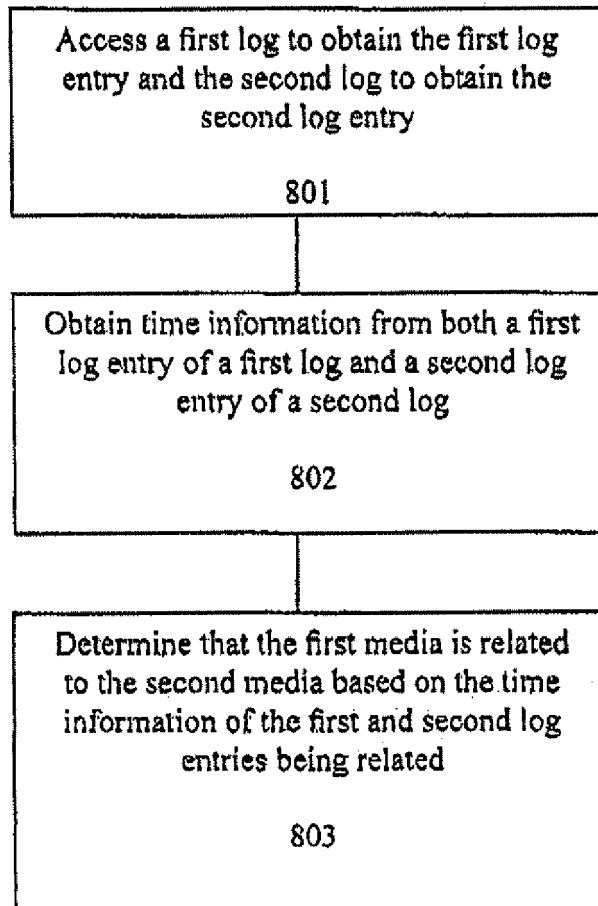 Access a first log to obtain the first log
entry and the second log to obtain the
second log entry
801
Obtain time information from both a first
log entry of a first log and a second log
entry of a second log
802
Determine that the first media is related
to the second media based on the time
information of the first and second log
entries being related
803